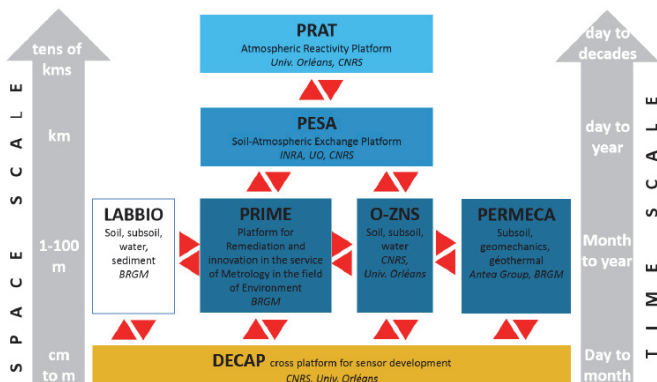 PRAT
Atmospheric Reactivity Platform
Univ. Orléans, CNRS
tens of
kms
day to
decades
PESA
Soil-Atmospheric Exchange Platform
INRA, UO, CNRS
km
day to
year
SPACE SCALE
TIME SCALE
LABBIO
Soil, subsoil,
water,
sediment
BRGM
PRIME
Platform for
Remediation and
innovation in the service
of Metrology in the field
of Environment
BRGM
O-ZNS
Soil, subsoil,
water
CNRS,
Univ. Orléans
PERMECA
Subsoil,
geomechanics,
géothermal
Antea Group, BRGM
1-100
m
Month
to year
DECAP cross platform for sensor development
CNRS, Univ. Orléans
cm
to m
Day to
month